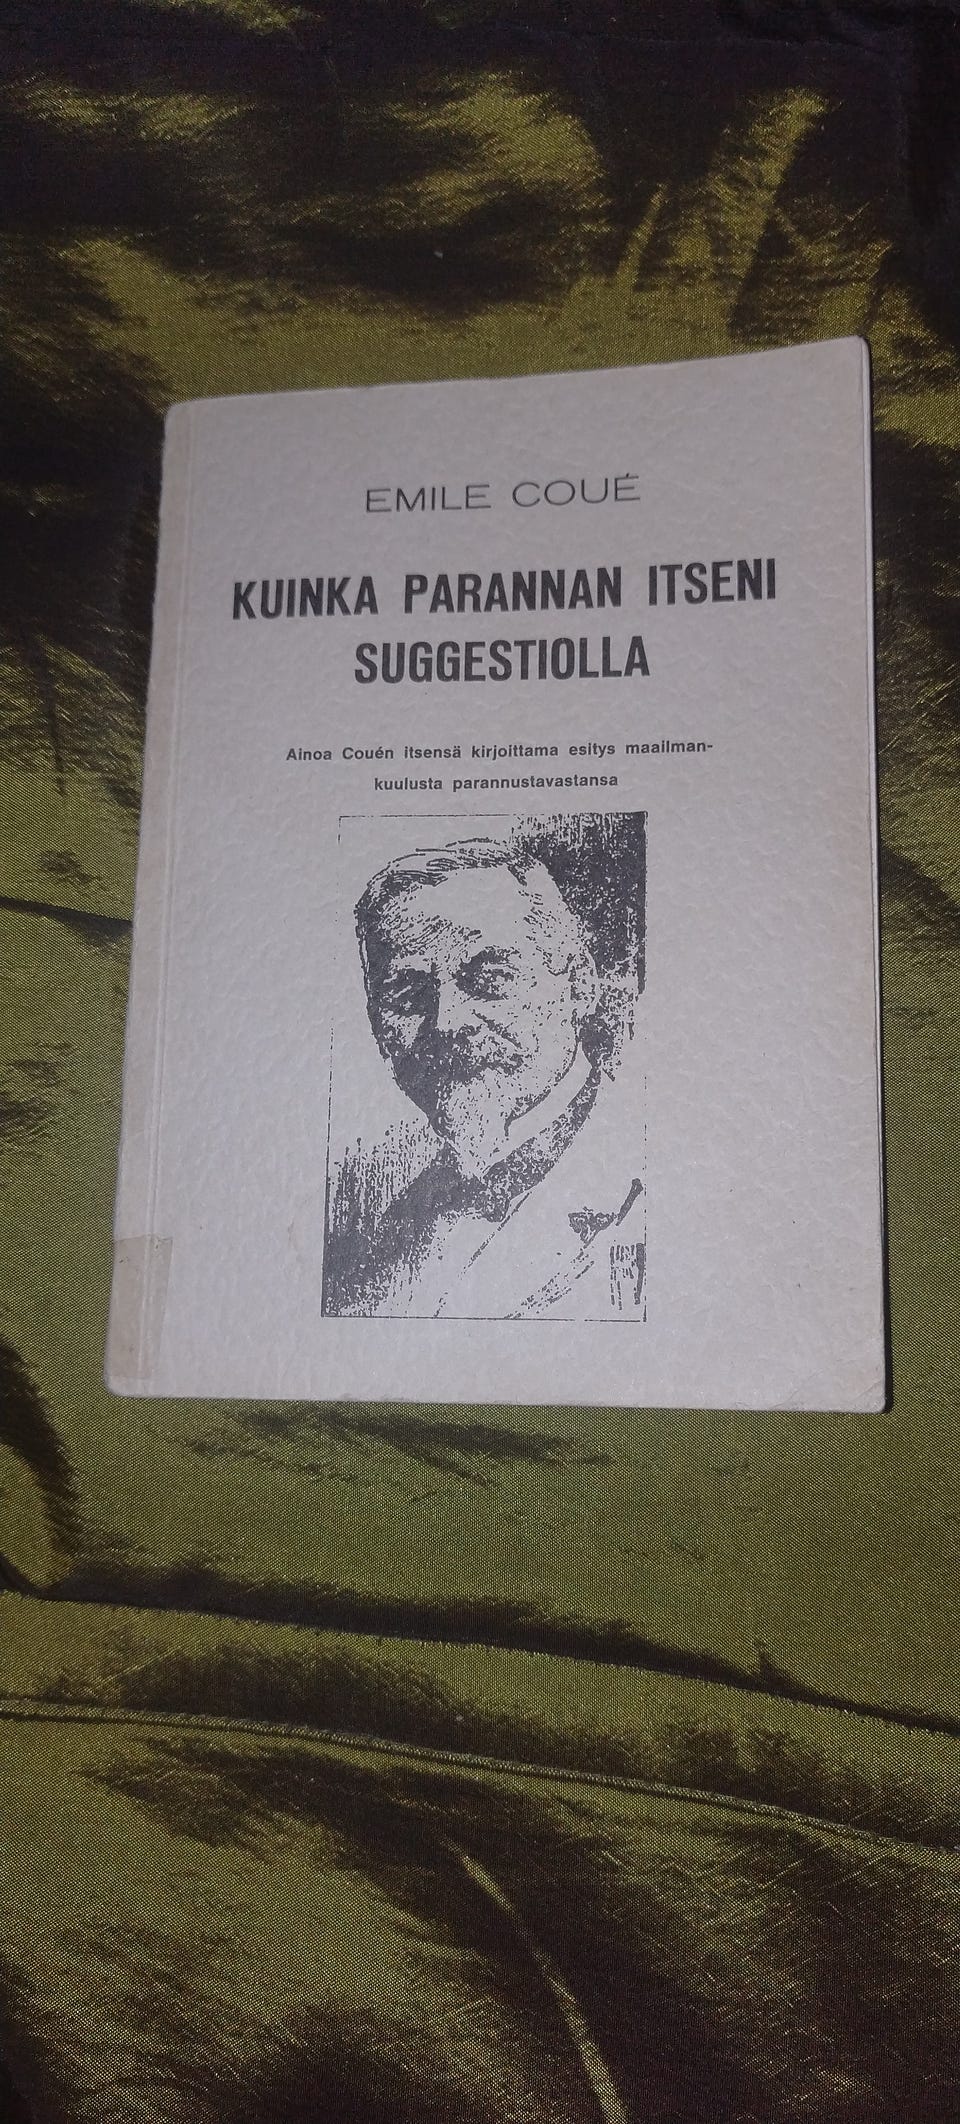 EMILE COUÉ
KUINKA PARANNAN ITSENI
SUGGESTIOLLA
Ainoa Couén itsensä kirjoittama esitys maailman-
kuulusta parannustavastansa